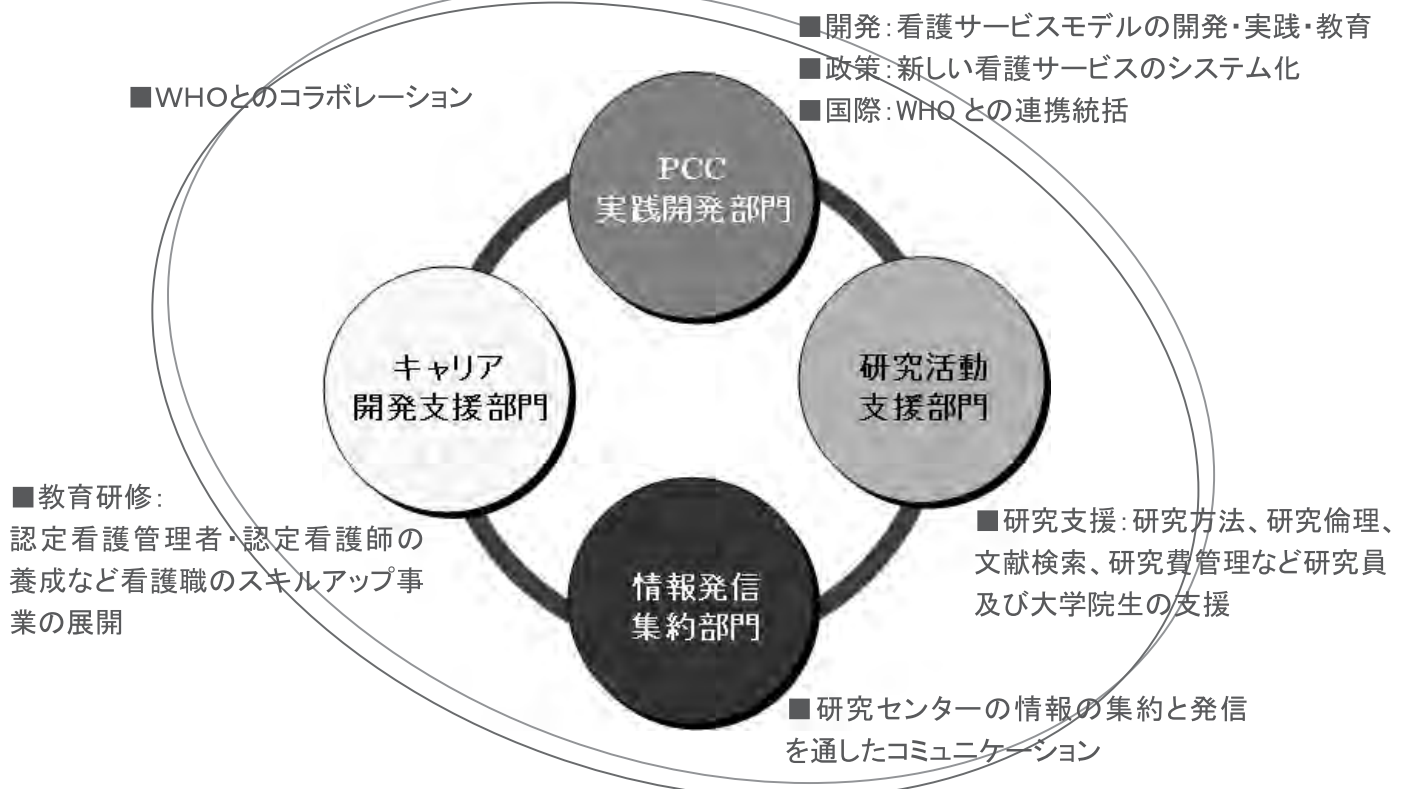 ■開発：看護サービスモデルの開発・実践・教育
■政策：新しい看護サービスのシステム化
■国際：WHO との連携統括
■WHOとのコラボレーション
PCC
実践開発部門
キャリア
開発支援部門
研究活動
支援部門
■教育研修：
認定看護管理者・認定看護師の
養成など看護職のスキルアップ事
業の展開
■研究支援：研究方法、研究倫理、
文献検索、研究費管理など研究員
及び大学院生の支援
情報発信
集約部門
■研究センターの情報の集約と発信
を通したコミュニケーション